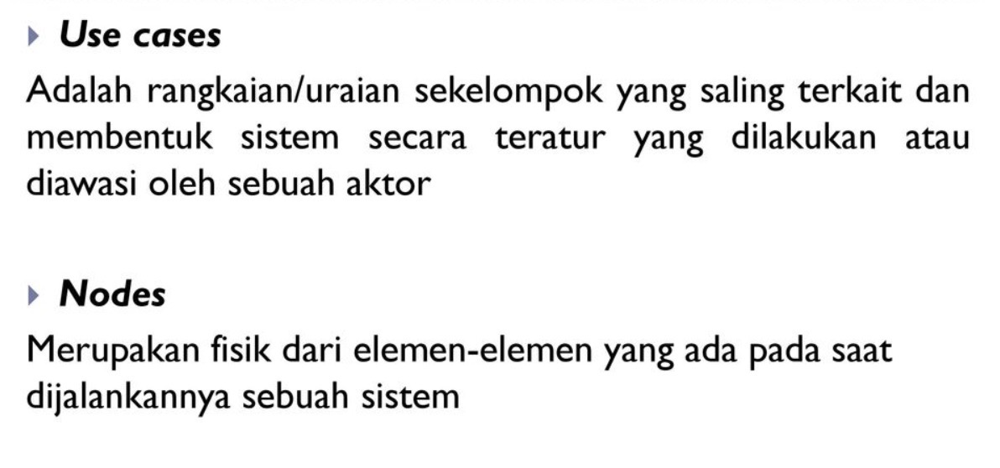 Use cases
Adalah rangkaian/uraian sekelompok yang saling terkait dan
membentuk sistem secara teratur yang dilakukan atau
diawasi oleh sebuah aktor
Nodes
Merupakan fisik dari elemen-elemen yang ada pada saat
dijalankannya sebuah sistem